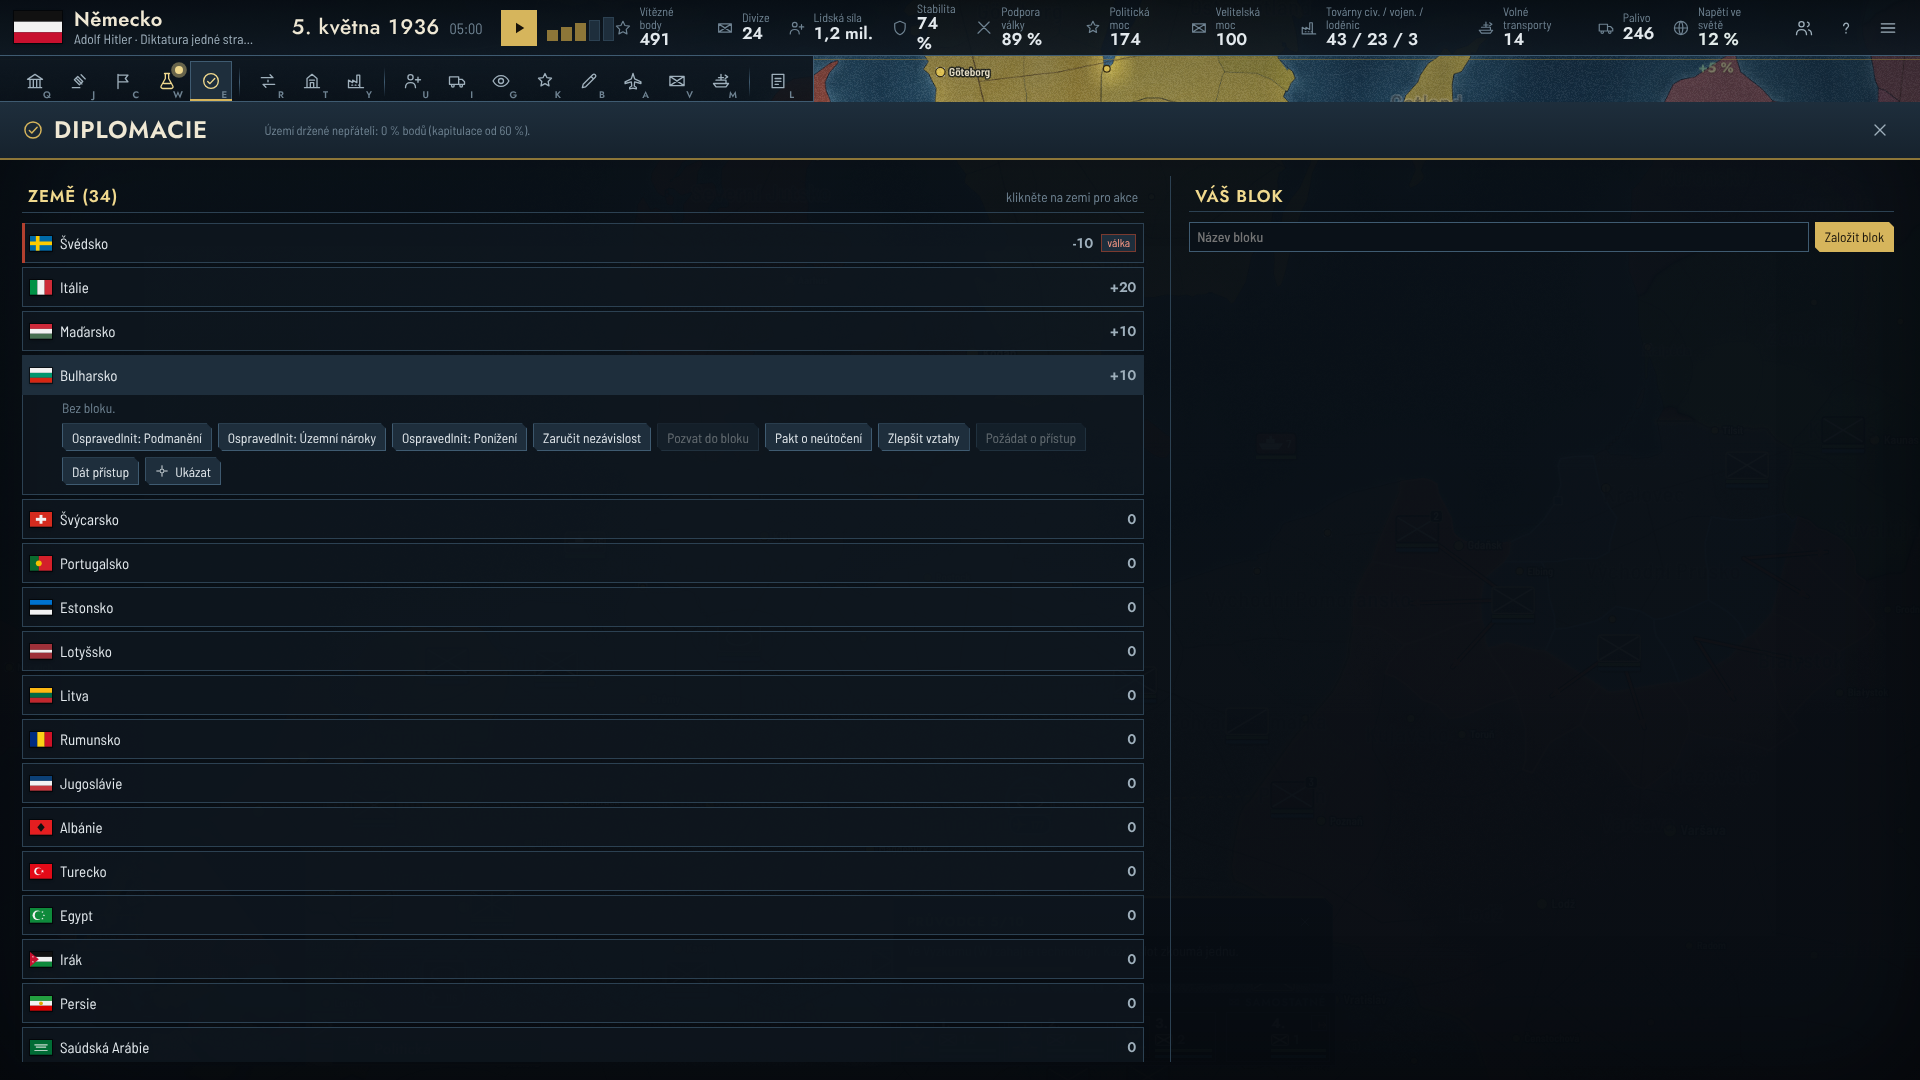 Německo
Adolf Hitler · Diktatura jedné stra...
5. května 1936 05:00
Vítězné body 491
Divize 24
Lidská síla 1,2 mil.
Stabilita 74 %
Podpora války 89 %
Politická moc 174
Velitelská moc 100
Továrny civ. / vojen. / loděnic 43 / 23 / 3
Volné transporty 14
Palivo 246
Napětí ve světě 12 %
+5 %
?
Q J C W E R T Y U I G K B A V M L
Göteborg
DIPLOMACIE
Území držené nepřáteli: 0 % bodů (kapitulace od 60 %).
ZEMĚ (34)
klikněte na zemi pro akce
Švédsko -10 válka
Itálie +20
Maďarsko +10
Bulharsko +10
Bez bloku.
Ospravedlnit: Podmanění Ospravedlnit: Územní nároky Ospravedlnit: Ponížení Zaručit nezávislost Pozvat do bloku Pakt o neútočení Zlepšit vztahy Požádat o přístup
Dát přístup Ukázat
Švýcarsko 0
Portugalsko 0
Estonsko 0
Lotyšsko 0
Litva 0
Rumunsko 0
Jugoslávie 0
Albánie 0
Turecko 0
Egypt 0
Irák 0
Persie 0
Saúdská Arábie 0
VÁŠ BLOK
Název bloku
Založit blok